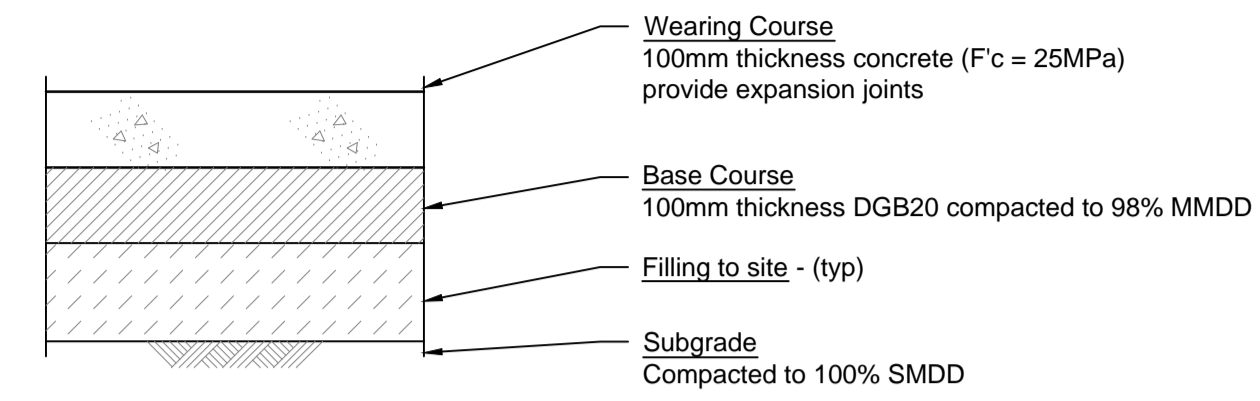 Wearing Course
100mm thickness concrete (F'c = 25MPa)
provide expansion joints
Base Course
100mm thickness DGB20 compacted to 98% MMDD
Filling to site - (typ)
Subgrade
Compacted to 100% SMDD